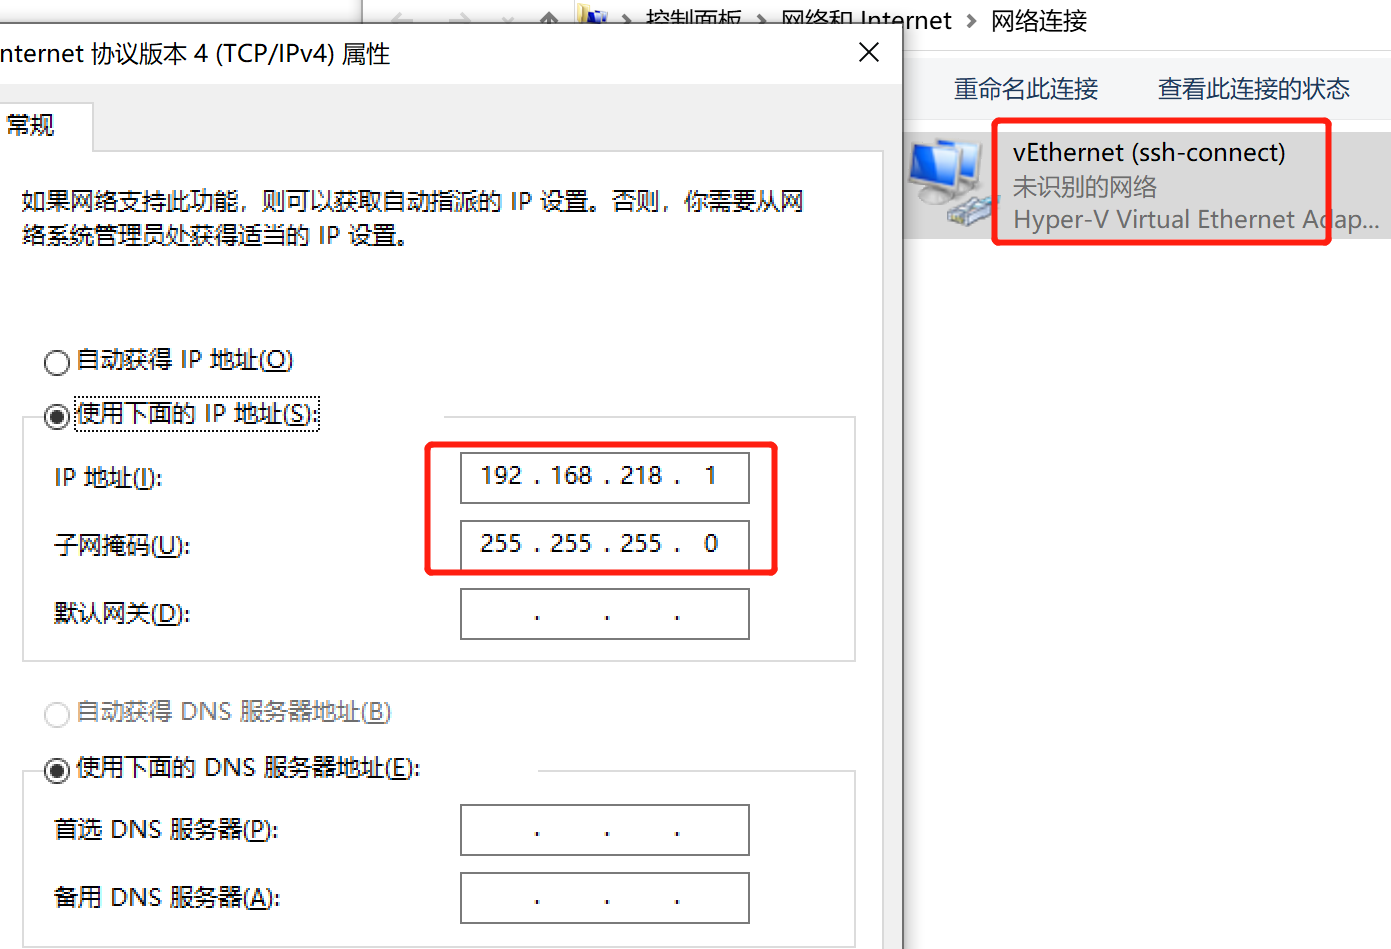 控制面板 > 网络和 Internet > 网络连接
nternet 协议版本 4 (TCP/IPv4) 属性
重命名此连接 查看此连接的状态
常规
vEthernet (ssh-connect)
未识别的网络
Hyper-V Virtual Ethernet Adap...
如果网络支持此功能，则可以获取自动指派的 IP 设置。否则，你需要从网
络系统管理员处获得适当的 IP 设置。
自动获得 IP 地址(O)
使用下面的 IP 地址(S):
IP 地址(I): 192 . 168 . 218 . 1
子网掩码(U): 255 . 255 . 255 . 0
默认网关(D): . . .
自动获得 DNS 服务器地址(B)
使用下面的 DNS 服务器地址(E):
首选 DNS 服务器(P): . . .
备用 DNS 服务器(A): . . .